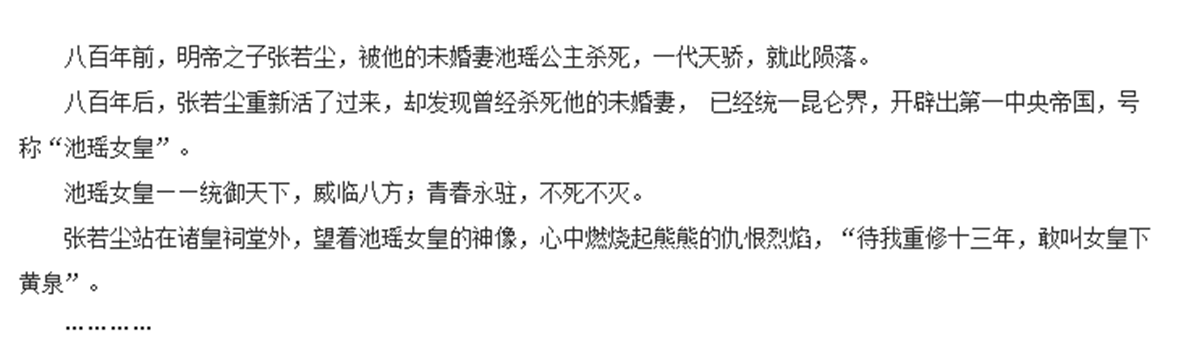 八百年前，明帝之子张若尘，被他的未婚妻池瑶公主杀死，一代天骄，就此陨落。
八百年后，张若尘重新活了过来，却发现曾经杀死他的未婚妻， 已经统一昆仑界，开辟出第一中央帝国，号
称“池瑶女皇”。
池瑶女皇——统御天下，威临八方；青春永驻，不死不灭。
张若尘站在诸皇祠堂外，望着池瑶女皇的神像，心中燃烧起熊熊的仇恨烈焰，“待我重修十三年，敢叫女皇下
黄泉”。
…………